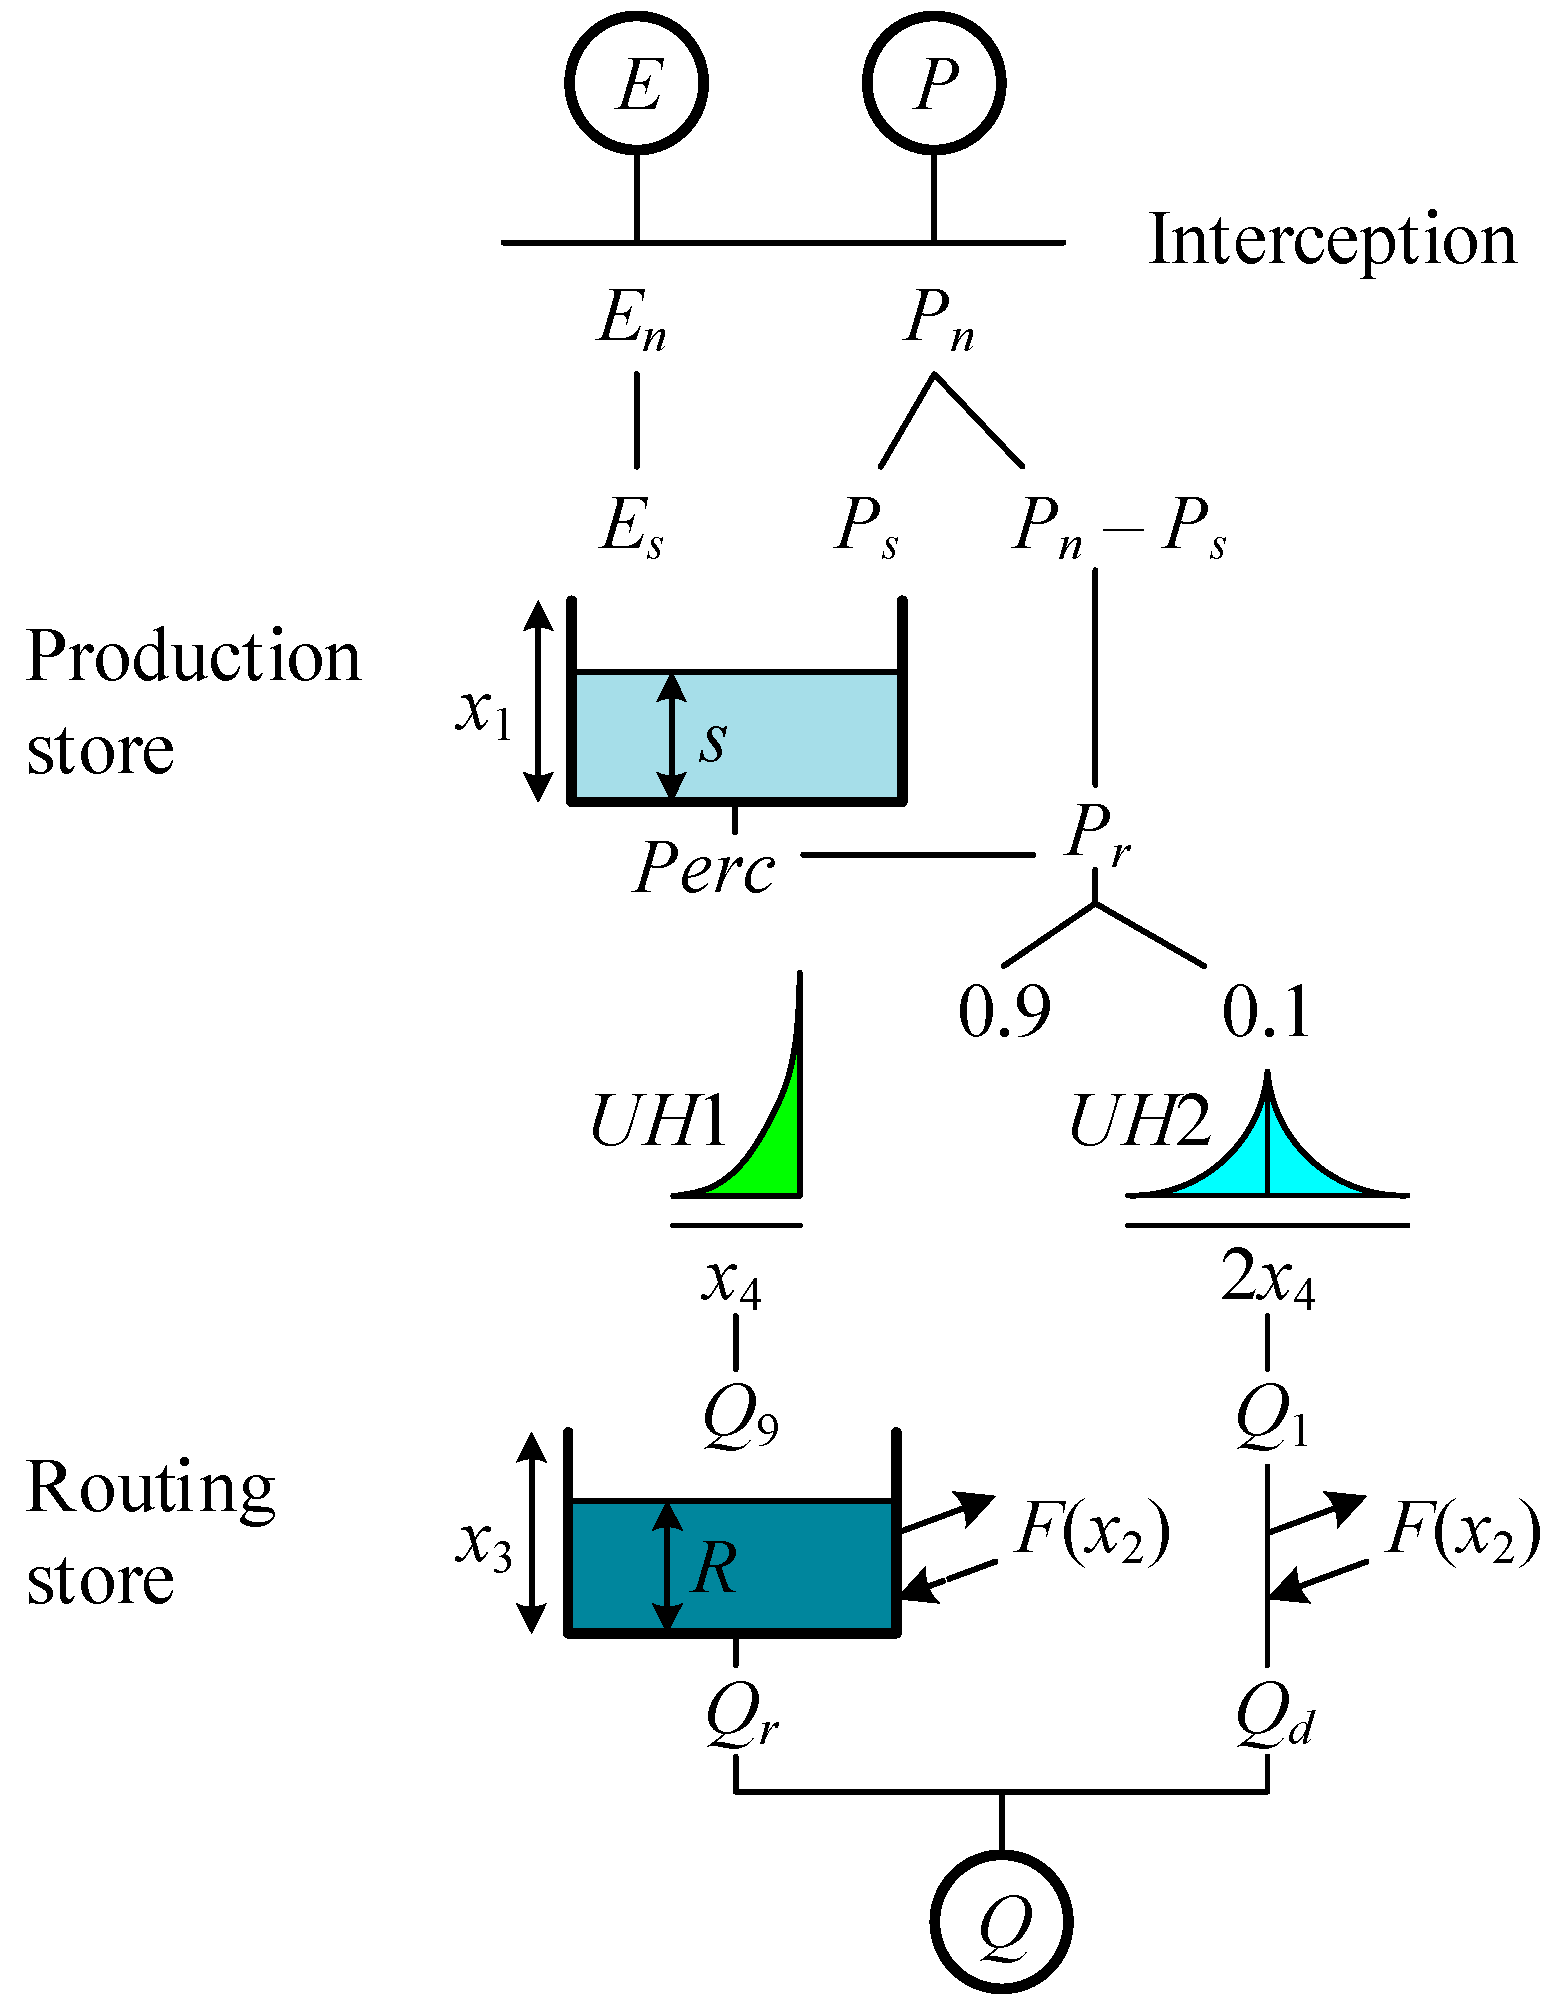 E P
Interception
Eₙ Pₙ
Eₛ Pₛ Pₙ – Pₛ
Production
store
x₁
s
Perc
Pᵣ
0.9 0.1
UH1 UH2
x₄ 2x₄
Q₉ Q₁
Routing
store
x₃
R
F(x₂) F(x₂)
Qᵣ Q_d
Q